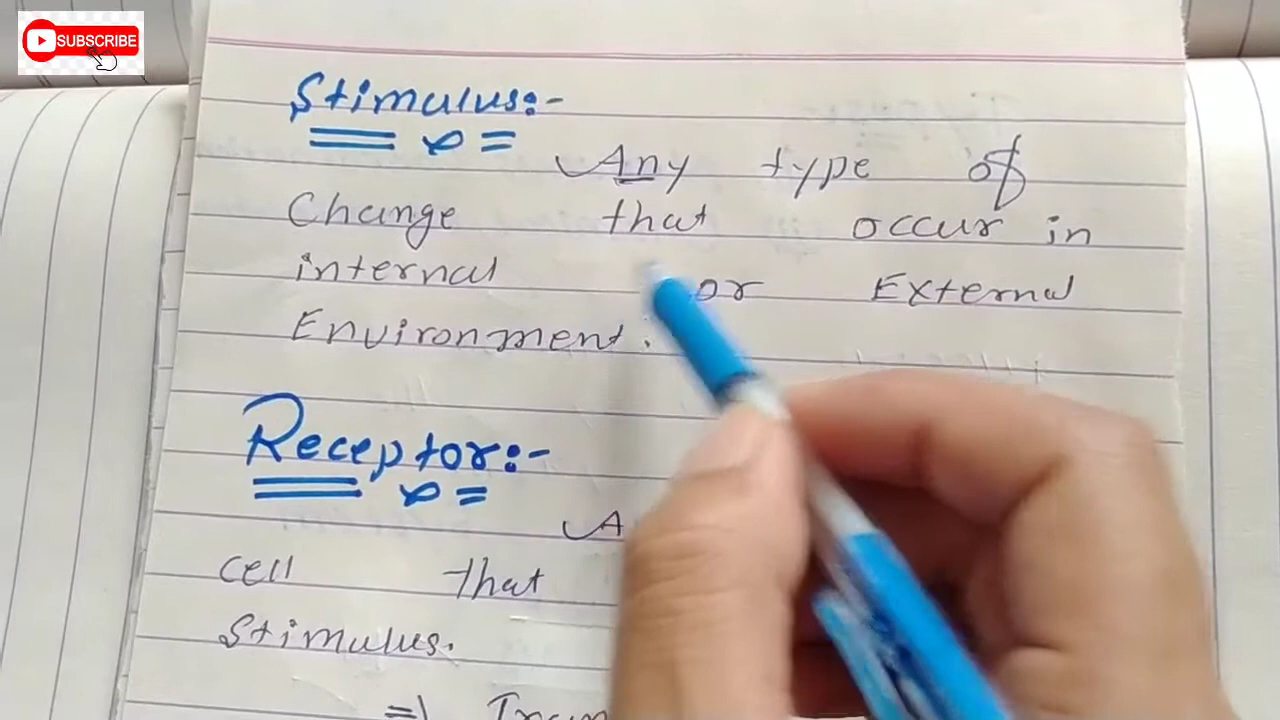 SUBSCRIBE
Stimulus:-
Any type of
Change that occur in
internal or External
Environment.
Receptor:-
cell that
Stimulus.